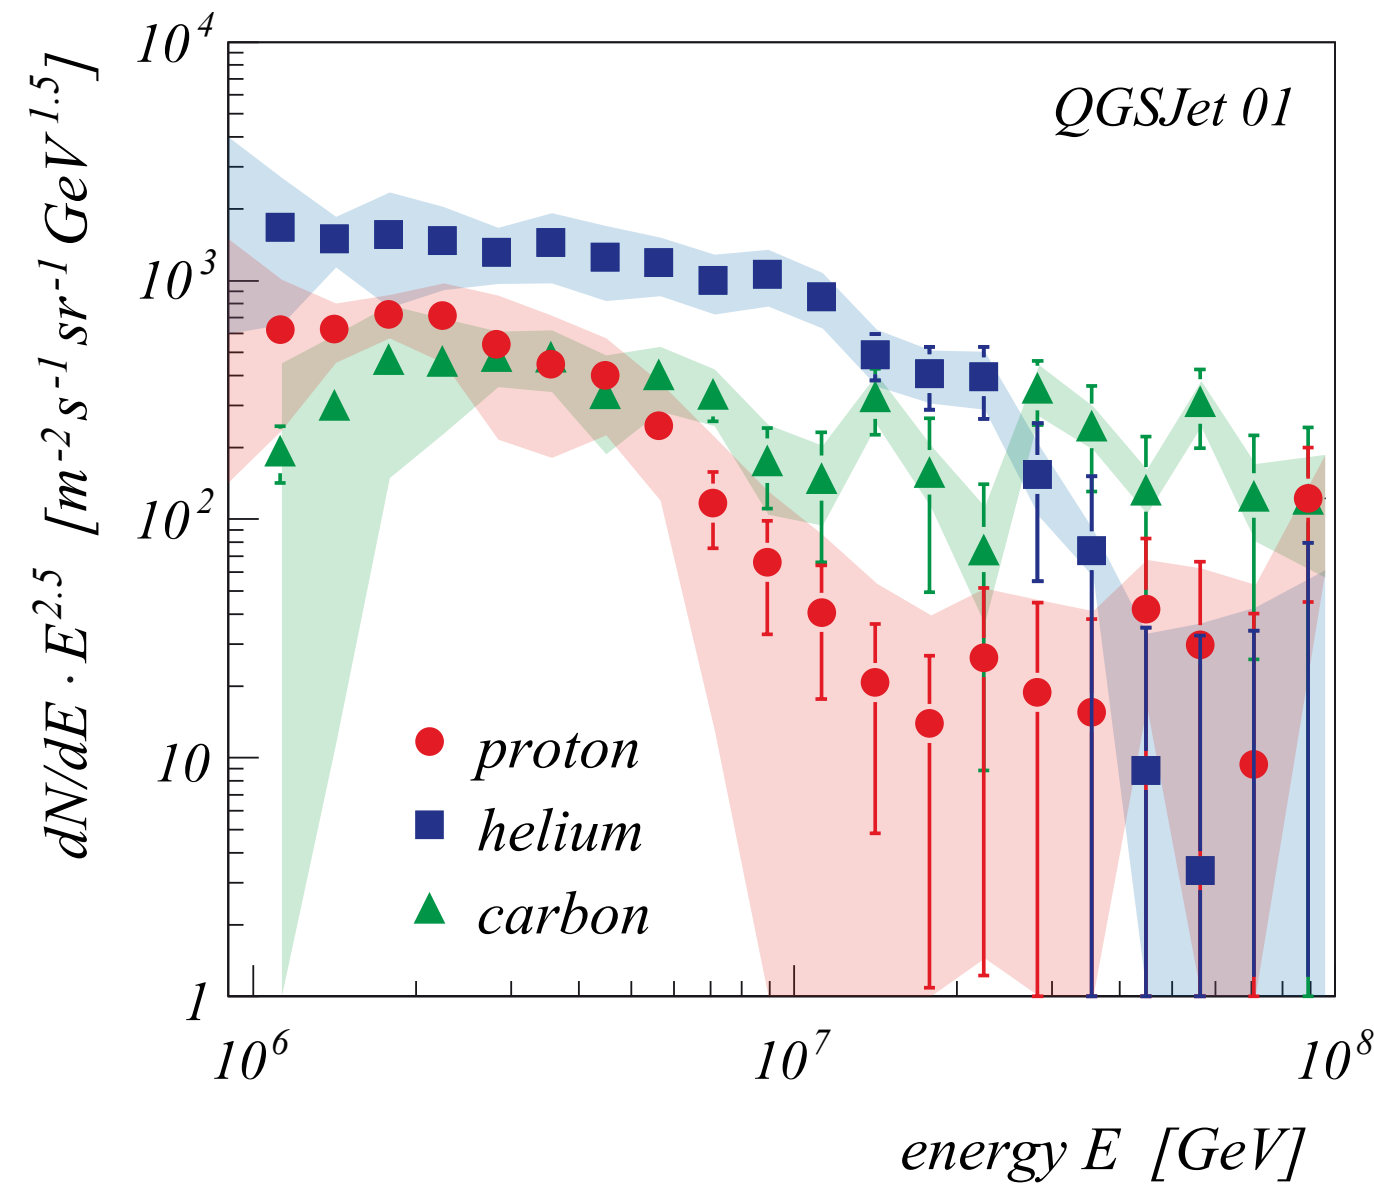 dN/dE · E^2.5 [m^-2 s^-1 sr^-1 GeV^1.5]
10^4
QGSJet 01
10^3
10^2
10
1
proton
helium
carbon
10^6
10^7
10^8
energy E [GeV]